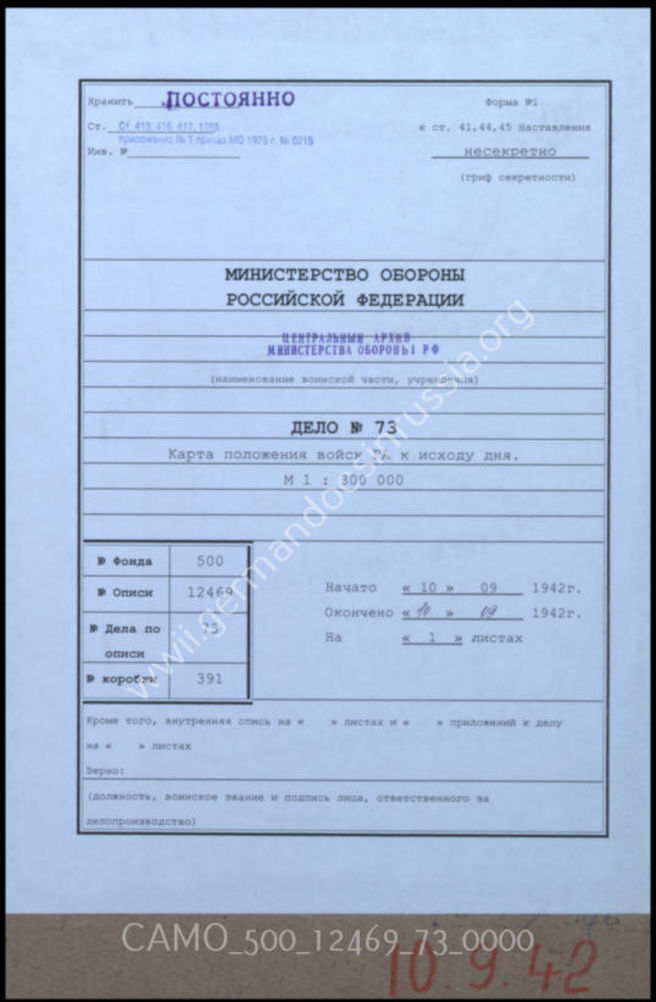 Хранить ПОСТОЯННО
Форма №1
Ст. Ст 413, 416, 417, 1765
к ст. 41,44,45 Наставления
приложение № 1 приказ МО 1975 г. № 0215
Инв. №
несекретно
(гриф секретности)
МИНИСТЕРСТВО ОБОРОНЫ
РОССИЙСКОЙ ФЕДЕРАЦИИ
ЦЕНТРАЛЬНЫЙ АРХИВ
МИНИСТЕРСТВА ОБОРОНЫ РФ
(наименование воинской части, учреждения)
ДЕЛО № 73
Карта положения войск РА к исходу дня.
М 1 : 300 000
№ Фонда 500
№ Описи 12469
№ Дела по описи 73
№ коробки 391
Начато « 10 » 09 1942г.
Окончено « 10 » 09 1942г.
На « 1 » листах
Кроме того, внутренняя опись на « » листах и « » приложений к делу
на « » листах
Верно:
(должность, воинское звание и подпись лица, ответственного за
делопроизводство)
wwii.germandocsinrussia.org
CAMO_500_12469_73_0000
10.9.42